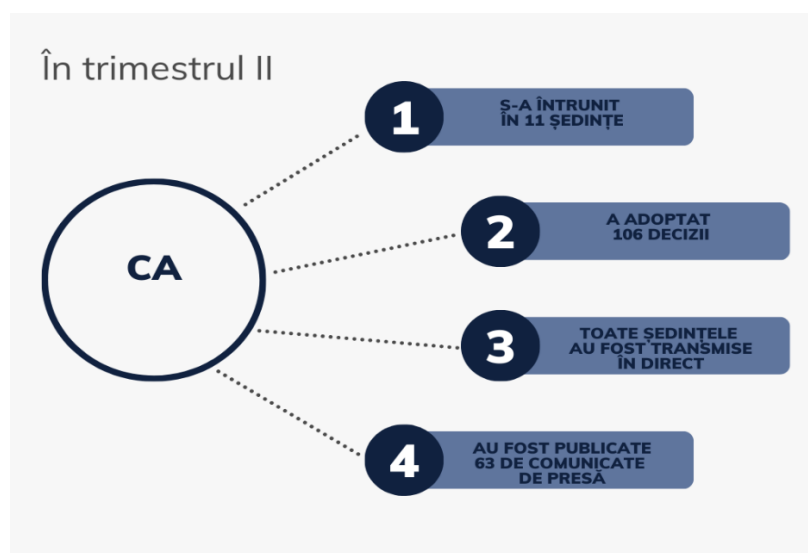 În trimestrul II
CA
1
S-A ÎNTRUNIT
ÎN 11 ȘEDINȚE
2
A ADOPTAT
106 DECIZII
3
TOATE ȘEDINȚELE
AU FOST TRANSMISE
ÎN DIRECT
4
AU FOST PUBLICATE
63 DE COMUNICATE
DE PRESĂ